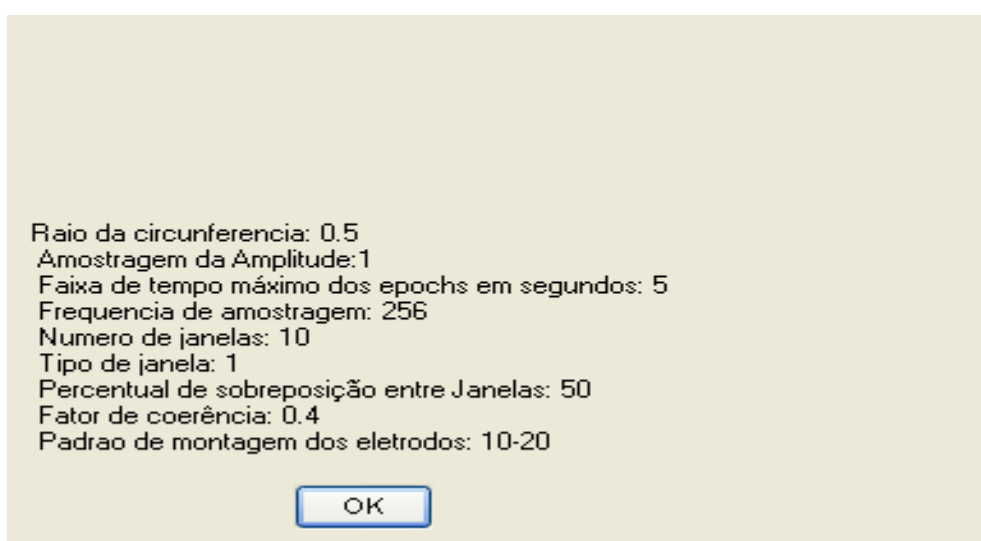 Raio da circunferencia: 0.5
Amostragem da Amplitude:1
Faixa de tempo máximo dos epochs em segundos: 5
Frequencia de amostragem: 256
Numero de janelas: 10
Tipo de janela: 1
Percentual de sobreposição entre Janelas: 50
Fator de coerência: 0.4
Padrao de montagem dos eletrodos: 10-20
OK